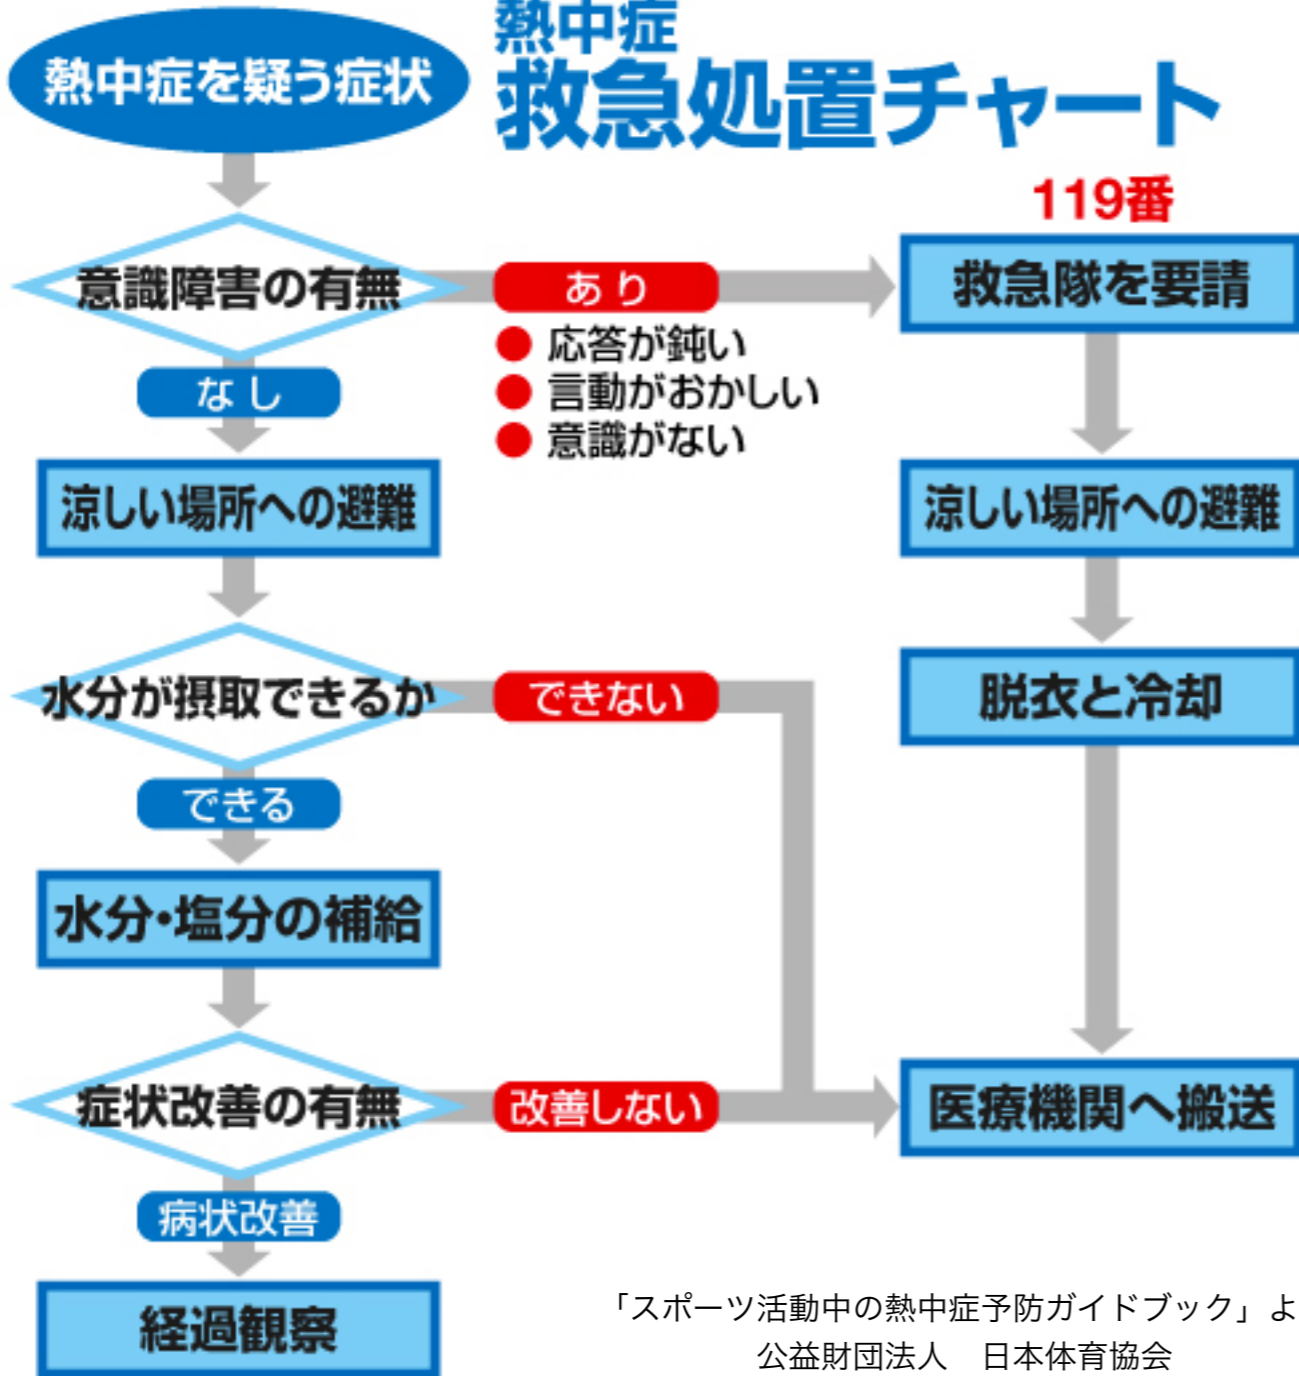 熱中症
救急処置チャート
熱中症を疑う症状
119番
意識障害の有無
あり
救急隊を要請
● 応答が鈍い
● 言動がおかしい
● 意識がない
なし
涼しい場所への避難
涼しい場所への避難
水分が摂取できるか
できない
脱衣と冷却
できる
水分・塩分の補給
症状改善の有無
改善しない
医療機関へ搬送
病状改善
経過観察
「スポーツ活動中の熱中症予防ガイドブック」よ
公益財団法人　日本体育協会